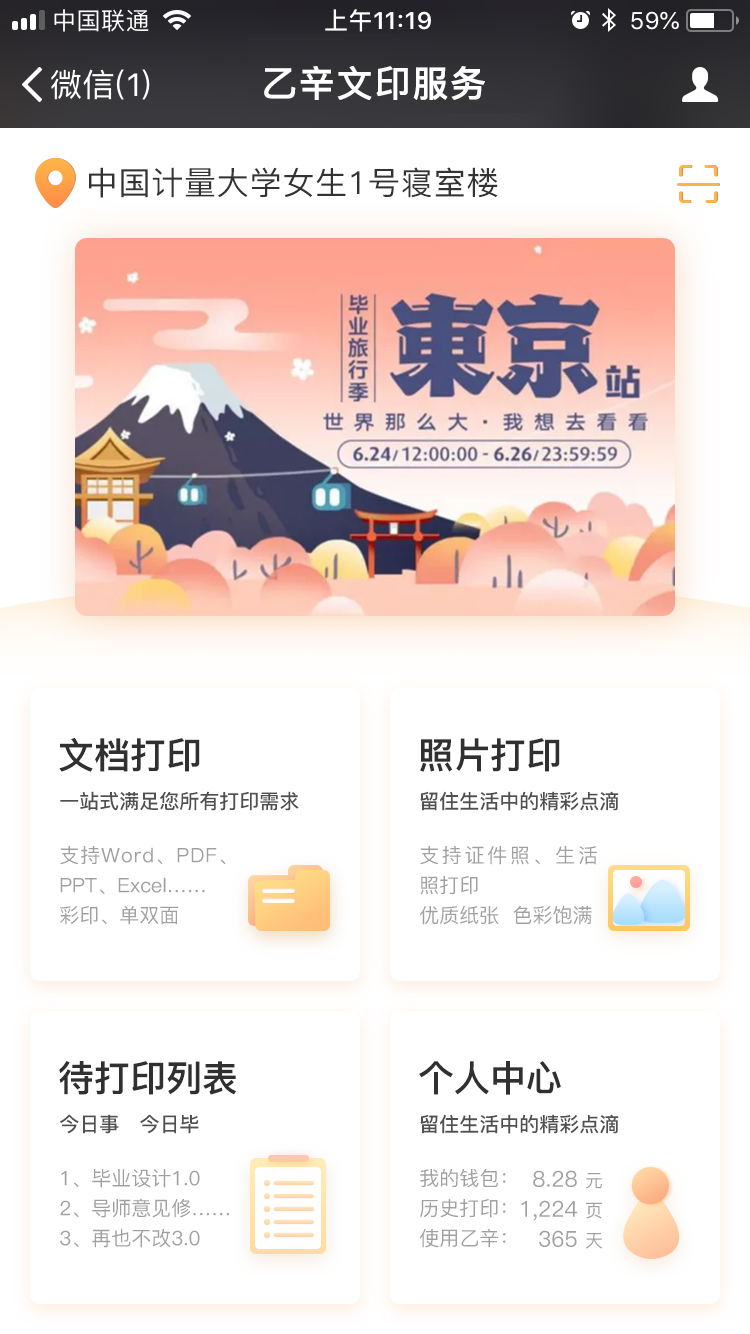 中国联通 上午11:19 59%
微信(1) 乙辛文印服务
中国计量大学女生1号寝室楼
毕业旅行季
東京站
世界那么大·我想去看看
6.24/12:00:00 - 6.26/23:59:59
文档打印
一站式满足您所有打印需求
支持Word、PDF、
PPT、Excel……
彩印、单双面
照片打印
留住生活中的精彩点滴
支持证件照、生活
照打印
优质纸张 色彩饱满
待打印列表
今日事 今日毕
1、毕业设计1.0
2、导师意见修……
3、再也不改3.0
个人中心
留住生活中的精彩点滴
我的钱包： 8.28 元
历史打印：1,224 页
使用乙辛： 365 天